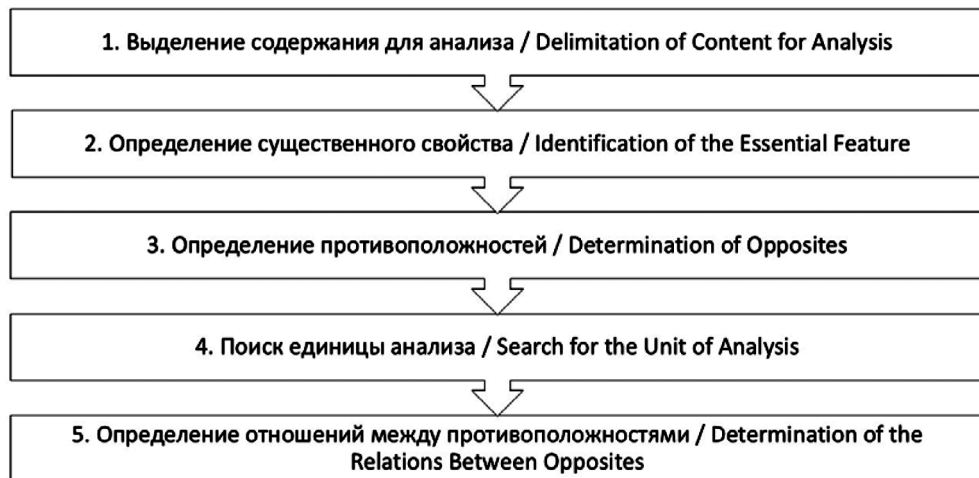 1. Выделение содержания для анализа / Delimitation of Content for Analysis
2. Определение существенного свойства / Identification of the Essential Feature
3. Определение противоположностей / Determination of Opposites
4. Поиск единицы анализа / Search for the Unit of Analysis
5. Определение отношений между противоположностями / Determination of the
Relations Between Opposites